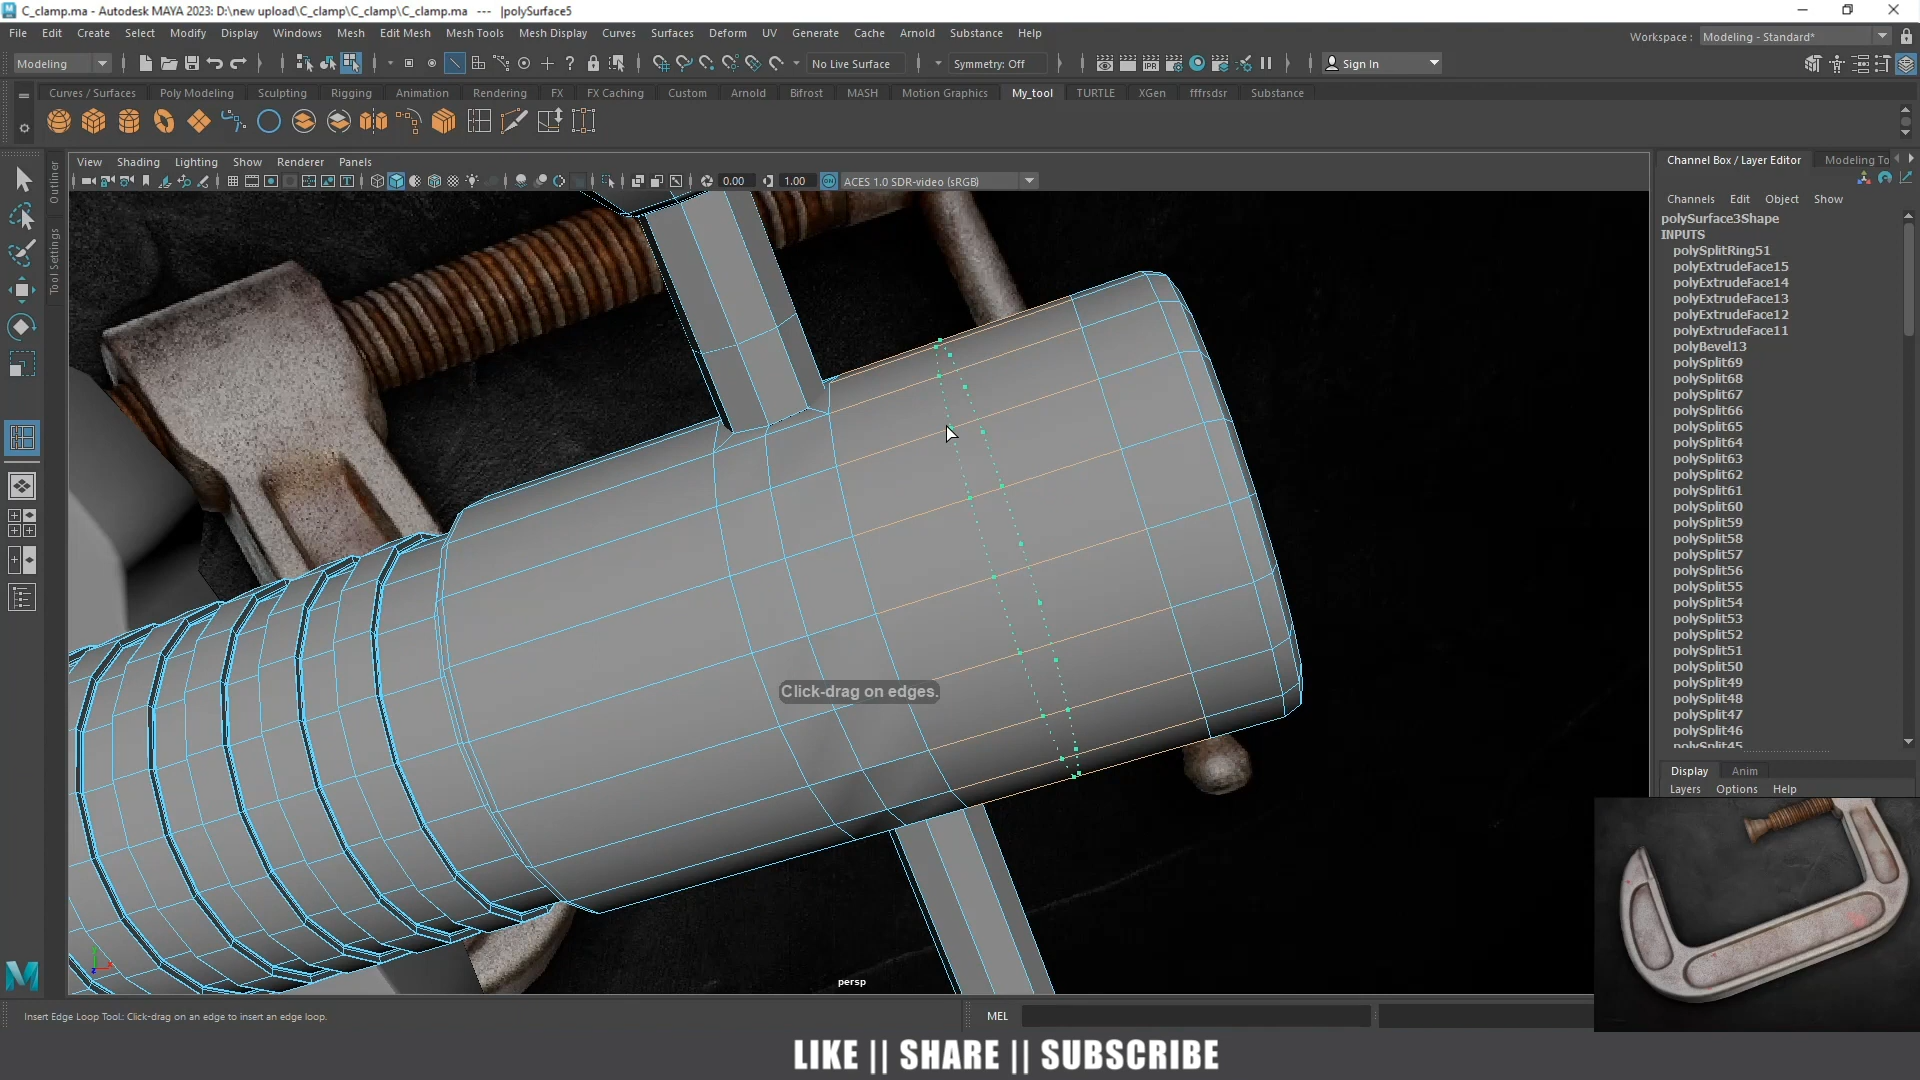 C_clamp.ma - Autodesk MAYA 2023: D:\new upload\C_clamp\C_clamp\C_clamp.ma --- |polySurface5
File Edit Create Select Modify Display Windows Mesh Edit Mesh Mesh Tools Mesh Display Curves Surfaces Deform UV Generate Cache Arnold Substance Help
Workspace : Modeling - Standard*
Modeling No Live Surface Symmetry: Off Sign In
Curves / Surfaces Poly Modeling Sculpting Rigging Animation Rendering FX FX Caching Custom Arnold Bifrost MASH Motion Graphics My_tool TURTLE XGen fffrsdsr Substance
View Shading Lighting Show Renderer Panels
0.00 1.00 ON ACES 1.0 SDR-video (sRGB)
Outliner
Tool Settings
Click-drag on edges.
persp
Channel Box / Layer Editor Modeling To
Channels Edit Object Show
polySurface3Shape
INPUTS
polySplitRing51
polyExtrudeFace15
polyExtrudeFace14
polyExtrudeFace13
polyExtrudeFace12
polyExtrudeFace11
polyBevel13
polySplit69
polySplit68
polySplit67
polySplit66
polySplit65
polySplit64
polySplit63
polySplit62
polySplit61
polySplit60
polySplit59
polySplit58
polySplit57
polySplit56
polySplit55
polySplit54
polySplit53
polySplit52
polySplit51
polySplit50
polySplit49
polySplit48
polySplit47
polySplit46
polySplit45
Display Anim
Layers Options Help
Insert Edge Loop Tool: Click-drag on an edge to insert an edge loop.
MEL
LIKE || SHARE || SUBSCRIBE